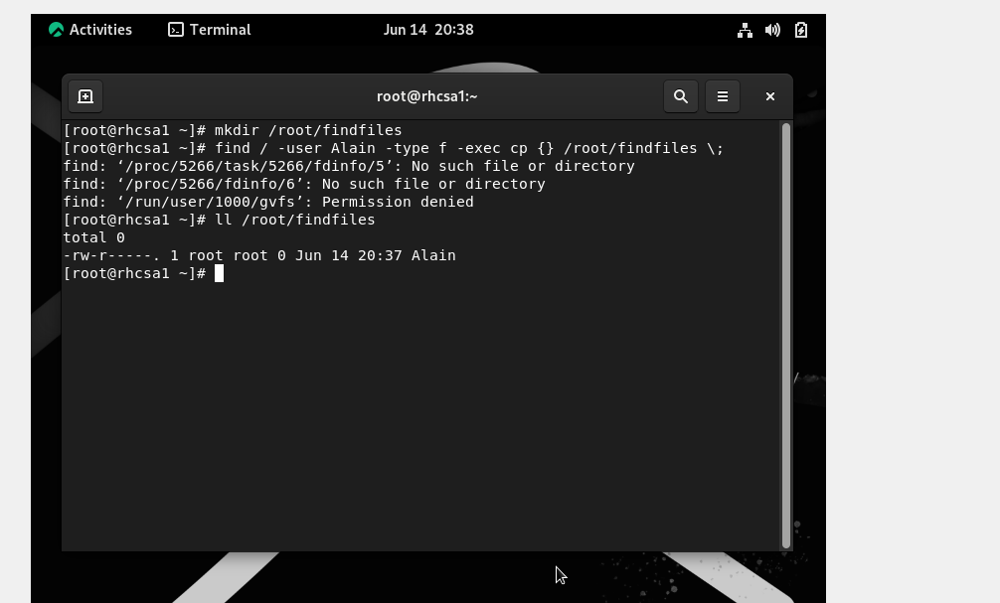 Activities Terminal Jun 14 20:38
root@rhcsa1:~
[root@rhcsa1 ~]# mkdir /root/findfiles
[root@rhcsa1 ~]# find / -user Alain -type f -exec cp {} /root/findfiles \;
find: ‘/proc/5266/task/5266/fdinfo/5’: No such file or directory
find: ‘/proc/5266/fdinfo/6’: No such file or directory
find: ‘/run/user/1000/gvfs’: Permission denied
[root@rhcsa1 ~]# ll /root/findfiles
total 0
-rw-r-----. 1 root root 0 Jun 14 20:37 Alain
[root@rhcsa1 ~]#